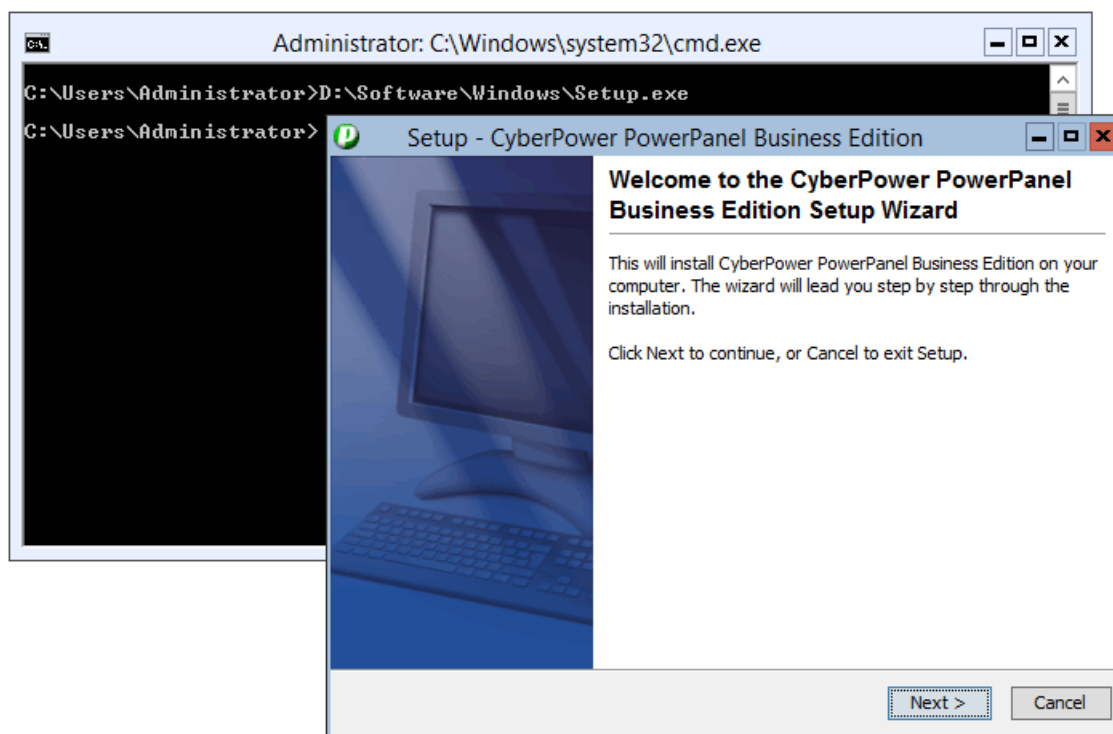 Administrator: C:\Windows\system32\cmd.exe
C:\Users\Administrator>D:\Software\Windows\Setup.exe
C:\Users\Administrator>
Setup - CyberPower PowerPanel Business Edition
Welcome to the CyberPower PowerPanel
Business Edition Setup Wizard
This will install CyberPower PowerPanel Business Edition on your
computer. The wizard will lead you step by step through the
installation.
Click Next to continue, or Cancel to exit Setup.
Next >
Cancel